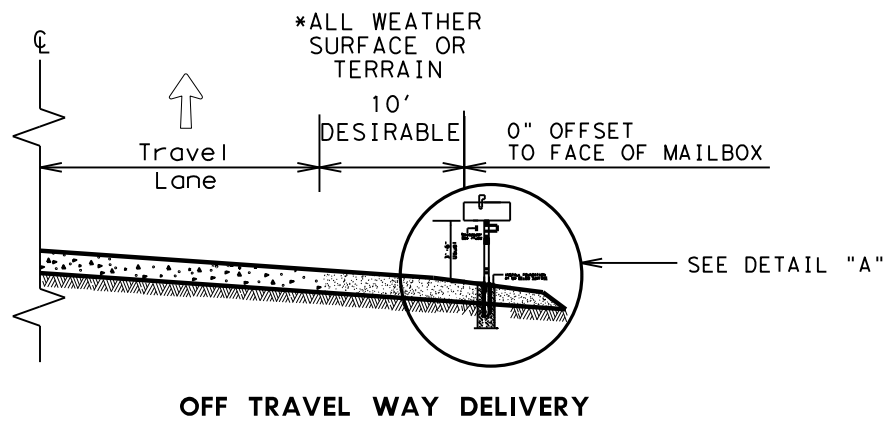 *ALL WEATHER
SURFACE OR
TERRAIN
℄
10'
DESIRABLE
0" OFFSET
TO FACE OF MAILBOX
Travel
Lane
SEE DETAIL "A"
OFF TRAVEL WAY DELIVERY